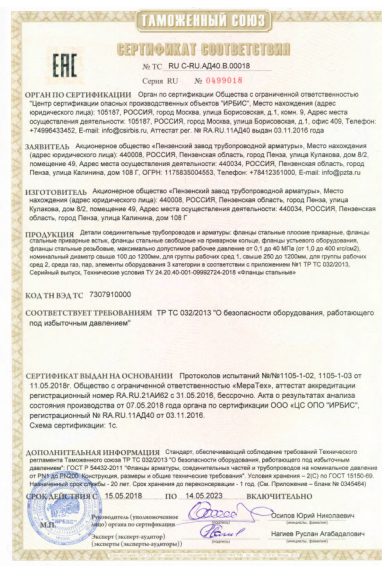 ТАМОЖЕННЫЙ СОЮЗ
СЕРТИФИКАТ СООТВЕТСТВИЯ
ЕАС
№ ТС RU C-RU.АД40.В.00018
Серия RU № 0499018
ОРГАН ПО СЕРТИФИКАЦИИ Орган по сертификации Общества с ограниченной ответственностью
"Центр сертификации опасных производственных объектов "ИРБИС", Место нахождения (адрес
юридического лица): 105187, РОССИЯ, город Москва, улица Борисовская, д.1, комн. 9, Адрес места
осуществления деятельности: 105187, РОССИЯ, город Москва, улица Борисовская, д.1, офис 409, Телефон:
+74996433452, E-mail: info@csirbis.ru, Аттестат рег. № RA.RU.11АД40 выдан 03.11.2016 года
ЗАЯВИТЕЛЬ Акционерное общество «Пензенский завод трубопроводной арматуры», Место нахождения
(адрес юридического лица): 440008, РОССИЯ, Пензенская область, город Пенза, улица Кулакова, дом 8/2,
помещение 49, Адрес места осуществления деятельности: 440034, РОССИЯ, Пензенская область, город
Пенза, улица Калинина, дом 108 Г, ОГРН: 1175835004553, Телефон: +78412351000, E-mail: info@pzta.ru
ИЗГОТОВИТЕЛЬ Акционерное общество «Пензенский завод трубопроводной арматуры», Место
нахождения (адрес юридического лица): 440008, РОССИЯ, Пензенская область, город Пенза, улица
Кулакова, дом 8/2, помещение 49, Адрес места осуществления деятельности: 440034, РОССИЯ, Пензенская
область, город Пенза, улица Калинина, дом 108 Г
ПРОДУКЦИЯ Детали соединительные трубопроводов и арматуры: фланцы стальные плоские приварные, фланцы
стальные приварные встык, фланцы стальные свободные на приварном кольце, фланцы устьевого оборудования,
фланцы стальные резьбовые, максимально допустимое рабочее давление от 0,1 до 40 МПа (от 1,0 до 400 кгс/см2),
номинальный диаметр свыше 100 до 1200мм, для группы рабочих сред 1, свыше 250 до 1200мм, для группы рабочих
сред 2, среда газ, пар, элементы оборудования 3 категории в соответствии с приложением №1 ТР ТС 032/2013,
Серийный выпуск, Технические условия ТУ 24.20.40-001-09992724-2018 «Фланцы стальные»
КОД ТН ВЭД ТС 7307910000
СООТВЕТСТВУЕТ ТРЕБОВАНИЯМ ТР ТС 032/2013 "О безопасности оборудования, работающего
под избыточным давлением"
СЕРТИФИКАТ ВЫДАН НА ОСНОВАНИИ Протоколов испытаний №№1105-1-02, 1105-1-03 от
11.05.2018г. Общество с ограниченной ответственностью «МераТех», аттестат аккредитации
регистрационный номер RA.RU.21АИ62 с 31.05.2016, бессрочно. Акта о результатах анализа
состояния производства от 07.05.2018 года органа по сертификации ООО «ЦС ОПО "ИРБИС",
регистрационный № RA.RU.11АД40 от 03.11.2016г.
Схема сертификации: 1с.
ДОПОЛНИТЕЛЬНАЯ ИНФОРМАЦИЯ Стандарт, обеспечивающий соблюдение требований Технического
регламента Таможенного союза ТР ТС 032/2013 "О безопасности оборудования, работающего под избыточным
давлением": ГОСТ Р 54432-2011 "Фланцы арматуры, соединительных частей и трубопроводов на номинальное давление
от PN1 до PN200. Конструкция, размеры и общие технические требования". Условия хранения – 2(С) по ГОСТ 15150-69.
Назначенный срок службы - 20 лет. Срок хранения до переконсервации - 1 год. (См. Приложение – бланк № 0345464)
СРОК ДЕЙСТВИЯ С 15.05.2018 ПО 14.05.2023 ВКЛЮЧИТЕЛЬНО
М.П.
Руководитель (уполномоченное
лицо) органа по сертификации
(подпись)
Осипов Юрий Николаевич
(инициалы, фамилия)
Эксперт (эксперт-аудитор)
(эксперты (эксперты-аудиторы))
(подпись)
Нагиев Руслан Агабадалович
(инициалы, фамилия)